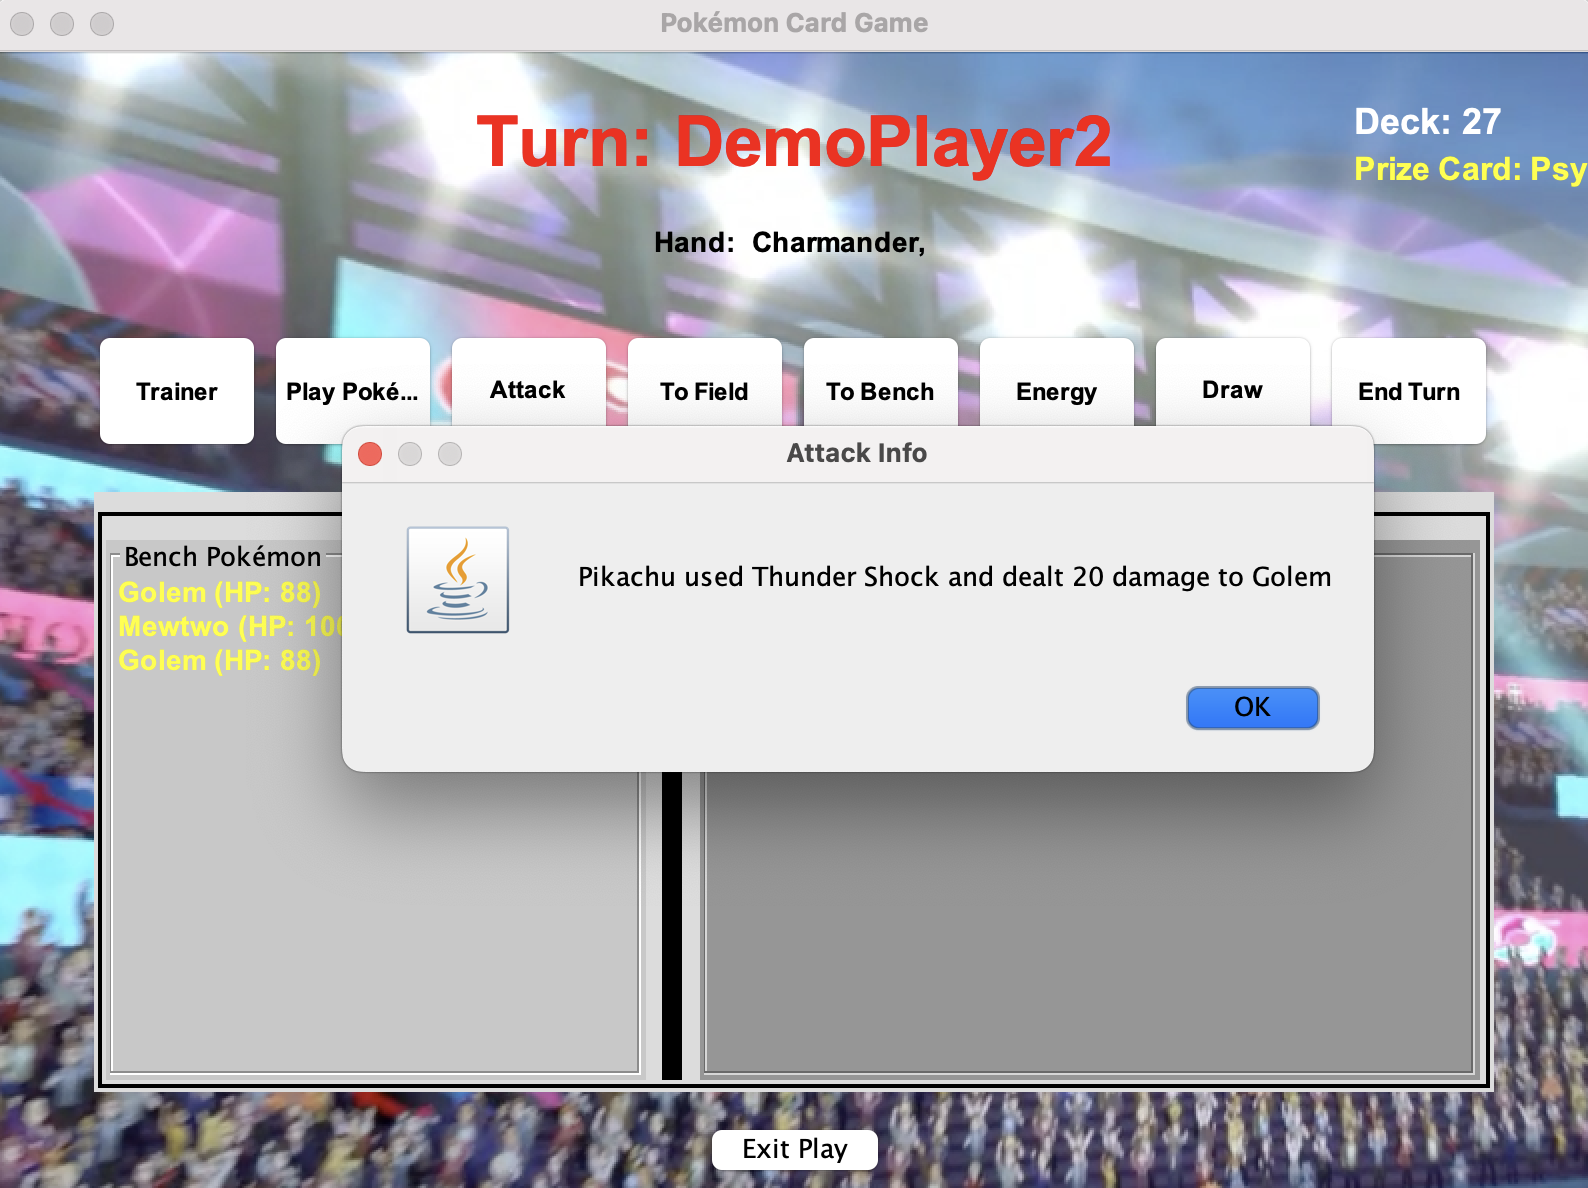 Pokémon Card Game
Turn: DemoPlayer2
Deck: 27
Prize Card: Psy
Hand: Charmander,
Trainer
Play Poké...
Attack
To Field
To Bench
Energy
Draw
End Turn
Attack Info
Pikachu used Thunder Shock and dealt 20 damage to Golem
OK
Bench Pokémon
Golem (HP: 88)
Mewtwo (HP: 100
Golem (HP: 88)
Exit Play